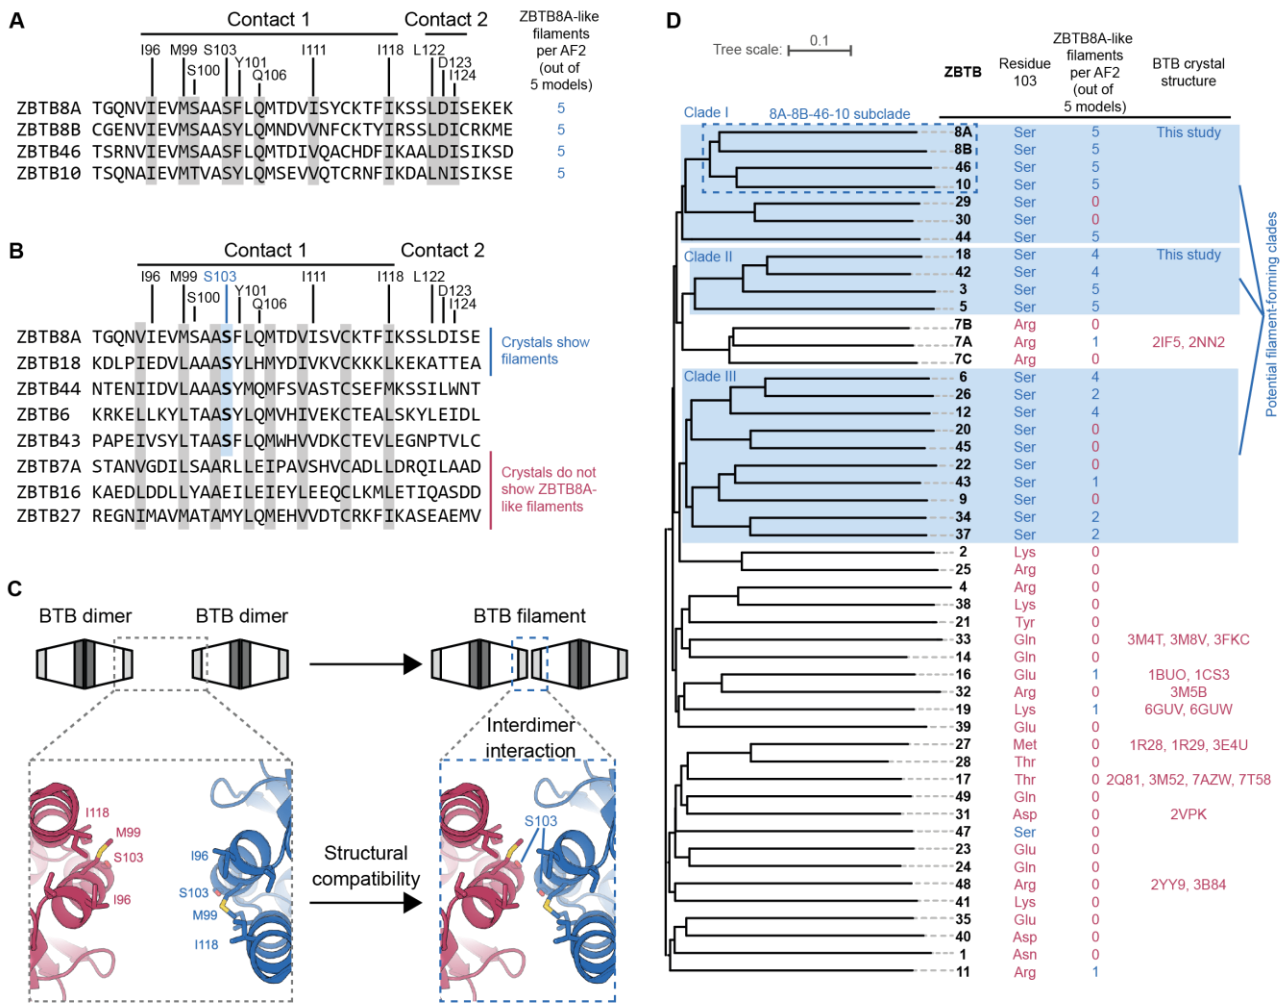 A
Contact 1
Contact 2
ZBTB8A-like
filaments
per AF2
(out of
5 models)
I96 M99 S103 I111 I118 L122
S100 Y101 Q106 D123 I124
ZBTB8A TGQNVIEVMSAASFLQMTDVISYCKTFIKSSLDISEKEK 5
ZBTB8B CGENVIEVMSAASYLQMNDVVNFCKTYIRSSLDICRKME 5
ZBTB46 TSRNVIEVMSAASFLQMTDIVQACHDFIKAALDISIKSD 5
ZBTB10 TSQNAIEVMTVASYLQMSEVVQTCRNFIKDALNISIKSE 5
B
Contact 1
Contact 2
I96 M99 S103 I111 I118 L122
S100 Y101 Q106 D123 I124
ZBTB8A TGQNVIEVMSAASFLQMTDVISVCKTFIKSSLDISE
ZBTB18 KDLPIEDVLAAASYLHMYDIVKVCKKKLKEKATTEA
ZBTB44 NTENIIDVLAAASYMQMFSVASTCSEFMKSSILWNT
ZBTB6 KRKELLKYLTAASYLQMVHIVEKCTEALSKYLEIDL
ZBTB43 PAPEIVSYLTAASFLQMWHVVDKCTEVLEGNPTVLC
ZBTB7A STANVGDILSAARLLEIPAVSHVCADLLDRQILAAD
ZBTB16 KAEDLDDLLYAAEILEIEYLEEQCLKMLETIQASDD
ZBTB27 REGNIMAVMATAMYLQMEHVVDTCRKFIKASEAEMV
Crystals show
filaments
Crystals do not
show ZBTB8A-
like filaments
C
BTB dimer
BTB dimer
BTB filament
Interdimer
interaction
Structural
compatibility
I118
M99
S103
I96
I96
S103
M99
I118
S103
D
Tree scale: 0.1
ZBTB
Residue
103
ZBTB8A-like
filaments
per AF2
(out of
5 models)
BTB crystal
structure
Clade I
8A-8B-46-10 subclade
8A Ser 5 This study
8B Ser 5
46 Ser 5
10 Ser 5
29 Ser 0
30 Ser 0
44 Ser 5
Clade II
18 Ser 4 This study
42 Ser 4
3 Ser 5
5 Ser 5
7B Arg 0
7A Arg 1 2IF5, 2NN2
7C Arg 0
Clade III
6 Ser 4
26 Ser 2
12 Ser 4
20 Ser 0
45 Ser 0
22 Ser 0
43 Ser 1
9 Ser 0
34 Ser 2
37 Ser 2
2 Lys 0
25 Arg 0
4 Arg 0
38 Lys 0
21 Tyr 0
33 Gln 0 3M4T, 3M8V, 3FKC
14 Gln 0
16 Glu 1 1BUO, 1CS3
32 Arg 0 3M5B
19 Lys 1 6GUV, 6GUW
39 Glu 0
27 Met 0 1R28, 1R29, 3E4U
28 Thr 0
17 Thr 0 2Q81, 3M52, 7AZW, 7T58
49 Gln 0
31 Asp 0 2VPK
47 Ser 0
23 Glu 0
24 Gln 0
48 Arg 0 2YY9, 3B84
41 Lys 0
35 Glu 0
40 Asp 0
1 Asn 0
11 Arg 1
Potential filament-forming clades